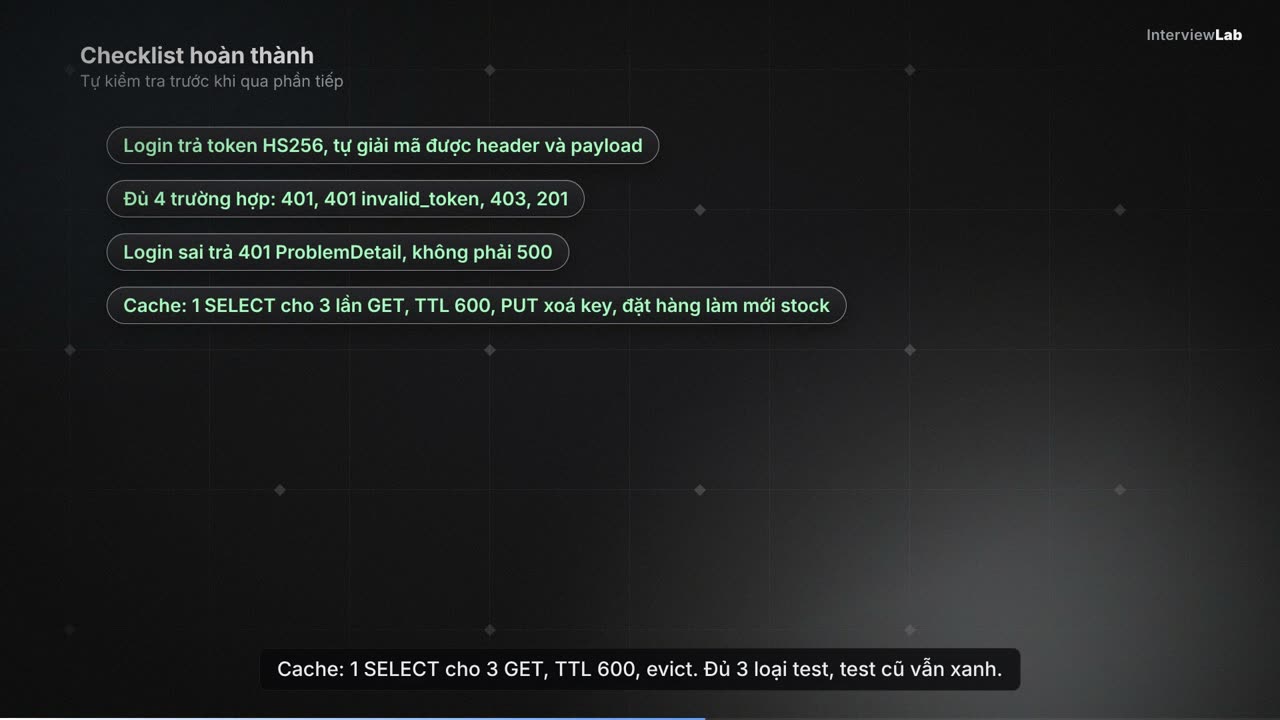 InterviewLab
Checklist hoàn thành
Tự kiểm tra trước khi qua phần tiếp
Login trả token HS256, tự giải mã được header và payload
Đủ 4 trường hợp: 401, 401 invalid_token, 403, 201
Login sai trả 401 ProblemDetail, không phải 500
Cache: 1 SELECT cho 3 lần GET, TTL 600, PUT xoá key, đặt hàng làm mới stock
Cache: 1 SELECT cho 3 GET, TTL 600, evict. Đủ 3 loại test, test cũ vẫn xanh.